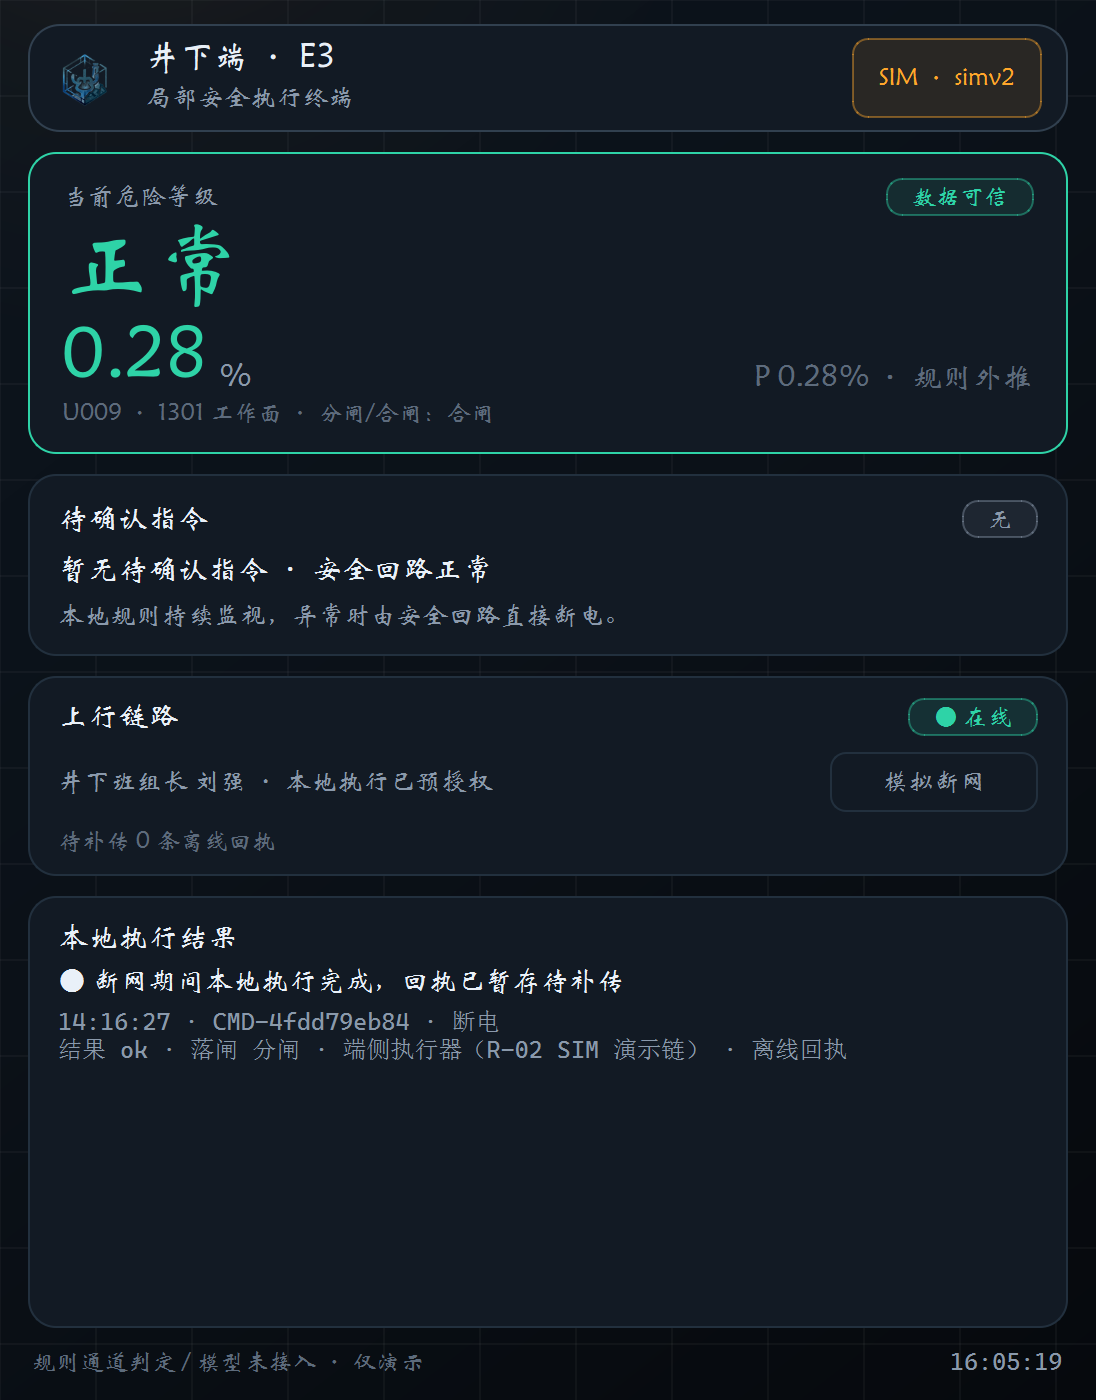 井下端 · E3
局部安全执行终端
SIM · simv2
当前危险等级
数据可信
正常
0.28 %
P 0.28% · 规则外推
U009 · 1301 工作面 · 分闸/合闸: 合闸
待确认指令
无
暂无待确认指令 · 安全回路正常
本地规则持续监视, 异常时由安全回路直接断电。
上行链路
在线
井下班组长 刘强 · 本地执行已预授权
模拟断网
待补传 0 条离线回执
本地执行结果
断网期间本地执行完成, 回执已暂存待补传
14:16:27 · CMD-4fdd79eb84 · 断电
结果 ok · 落闸 分闸 · 端侧执行器（R-02 SIM 演示链） · 离线回执
规则通道判定/模型未接入 · 仅演示
16:05:19